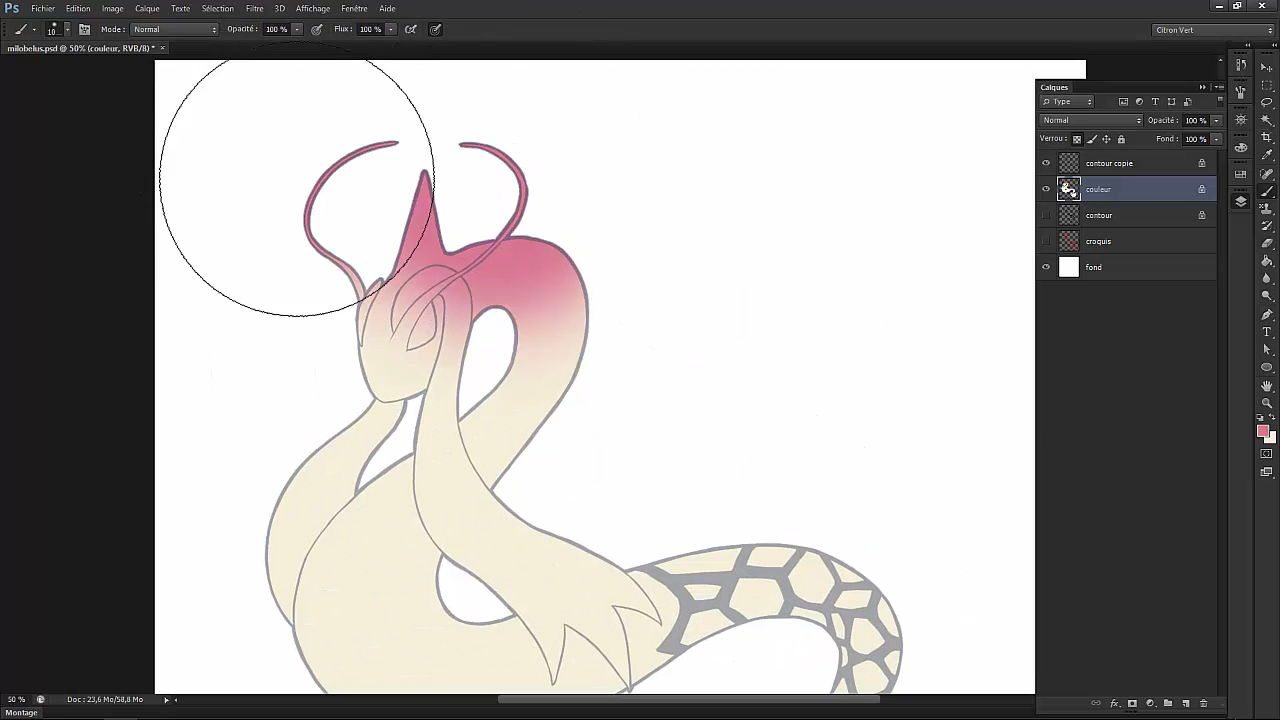 Ps Fichier Edition Image Calque Texte Sélection Filtre 3D Affichage Fenêtre Aide
10 Mode : Normal Opacité : 100 % Flux : 100 % Citron Vert
milobelus.psd @ 50% (couleur, RVB/8) * ×
Calques
Type
Normal Opacité : 100 %
Verrou : Fond : 100 %
contour copie
couleur
contour
croquis
fond
50 % Doc : 23,6 Mo/58,8 Mo
Montage